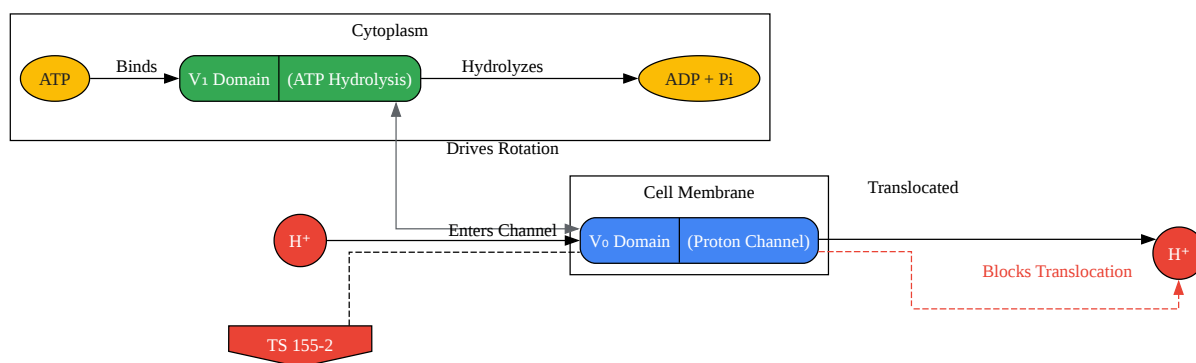 Cytoplasm
ATP
Binds
V₁ Domain
(ATP Hydrolysis)
Hydrolyzes
ADP + Pi
Drives Rotation
Cell Membrane
Translocated
H⁺
Enters Channel
V₀ Domain
(Proton Channel)
H⁺
Blocks Translocation
TS 155-2